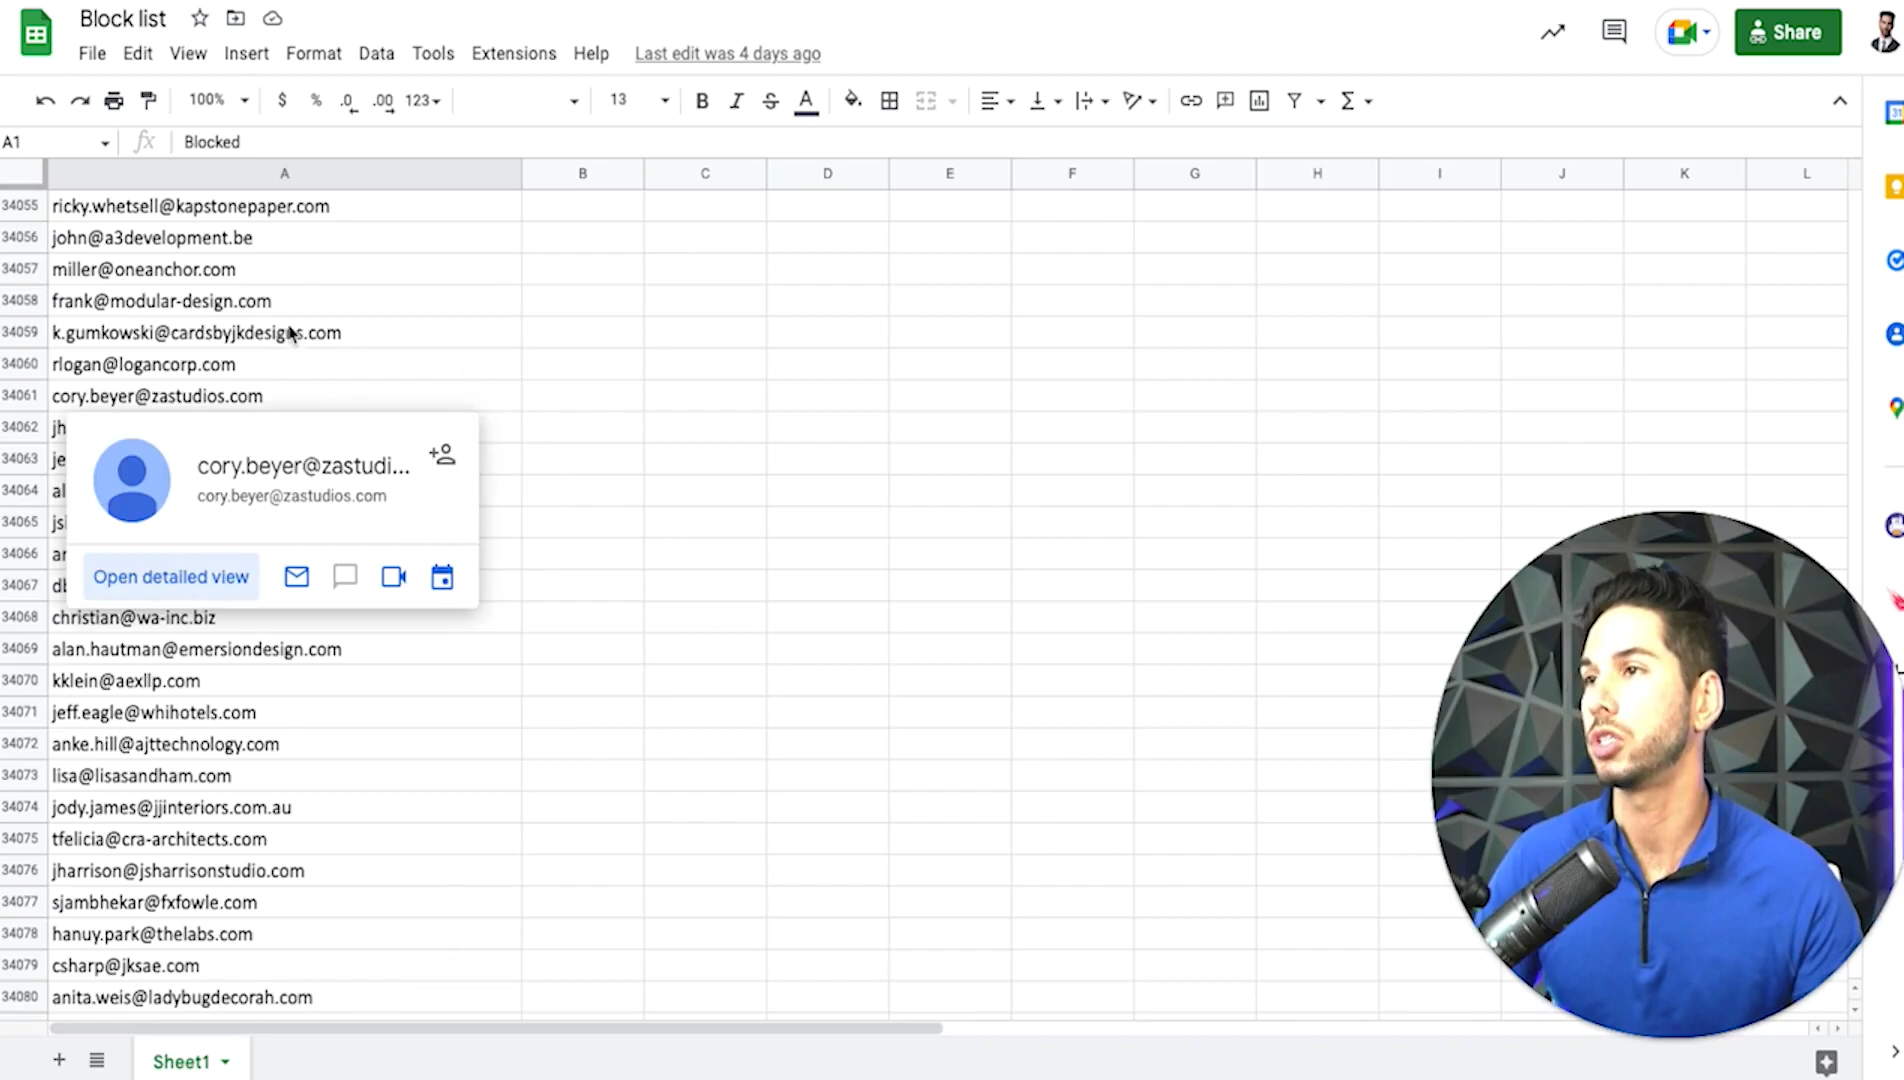 Block list
File Edit View Insert Format Data Tools Extensions Help Last edit was 4 days ago
Share
100% $ % .0 .00 123 13 B I S A
A1 fx Blocked
A B C D E F G H I J K L
34055 ricky.whetsell@kapstonepaper.com
34056 john@a3development.be
34057 miller@oneanchor.com
34058 frank@modular-design.com
34059 k.gumkowski@cardsbyjkdesigns.com
34060 rlogan@logancorp.com
34061 cory.beyer@zastudios.com
34062 jh
34063 je
34064 al
34065 jsl
34066 ar
34067 db
cory.beyer@zastudi...
cory.beyer@zastudios.com
Open detailed view
34068 christian@wa-inc.biz
34069 alan.hautman@emersiondesign.com
34070 kklein@aexllp.com
34071 jeff.eagle@whihotels.com
34072 anke.hill@ajttechnology.com
34073 lisa@lisasandham.com
34074 jody.james@jjinteriors.com.au
34075 tfelicia@cra-architects.com
34076 jharrison@jsharrisonstudio.com
34077 sjambhekar@fxfowle.com
34078 hanuy.park@thelabs.com
34079 csharp@jksae.com
34080 anita.weis@ladybugdecorah.com
Sheet1